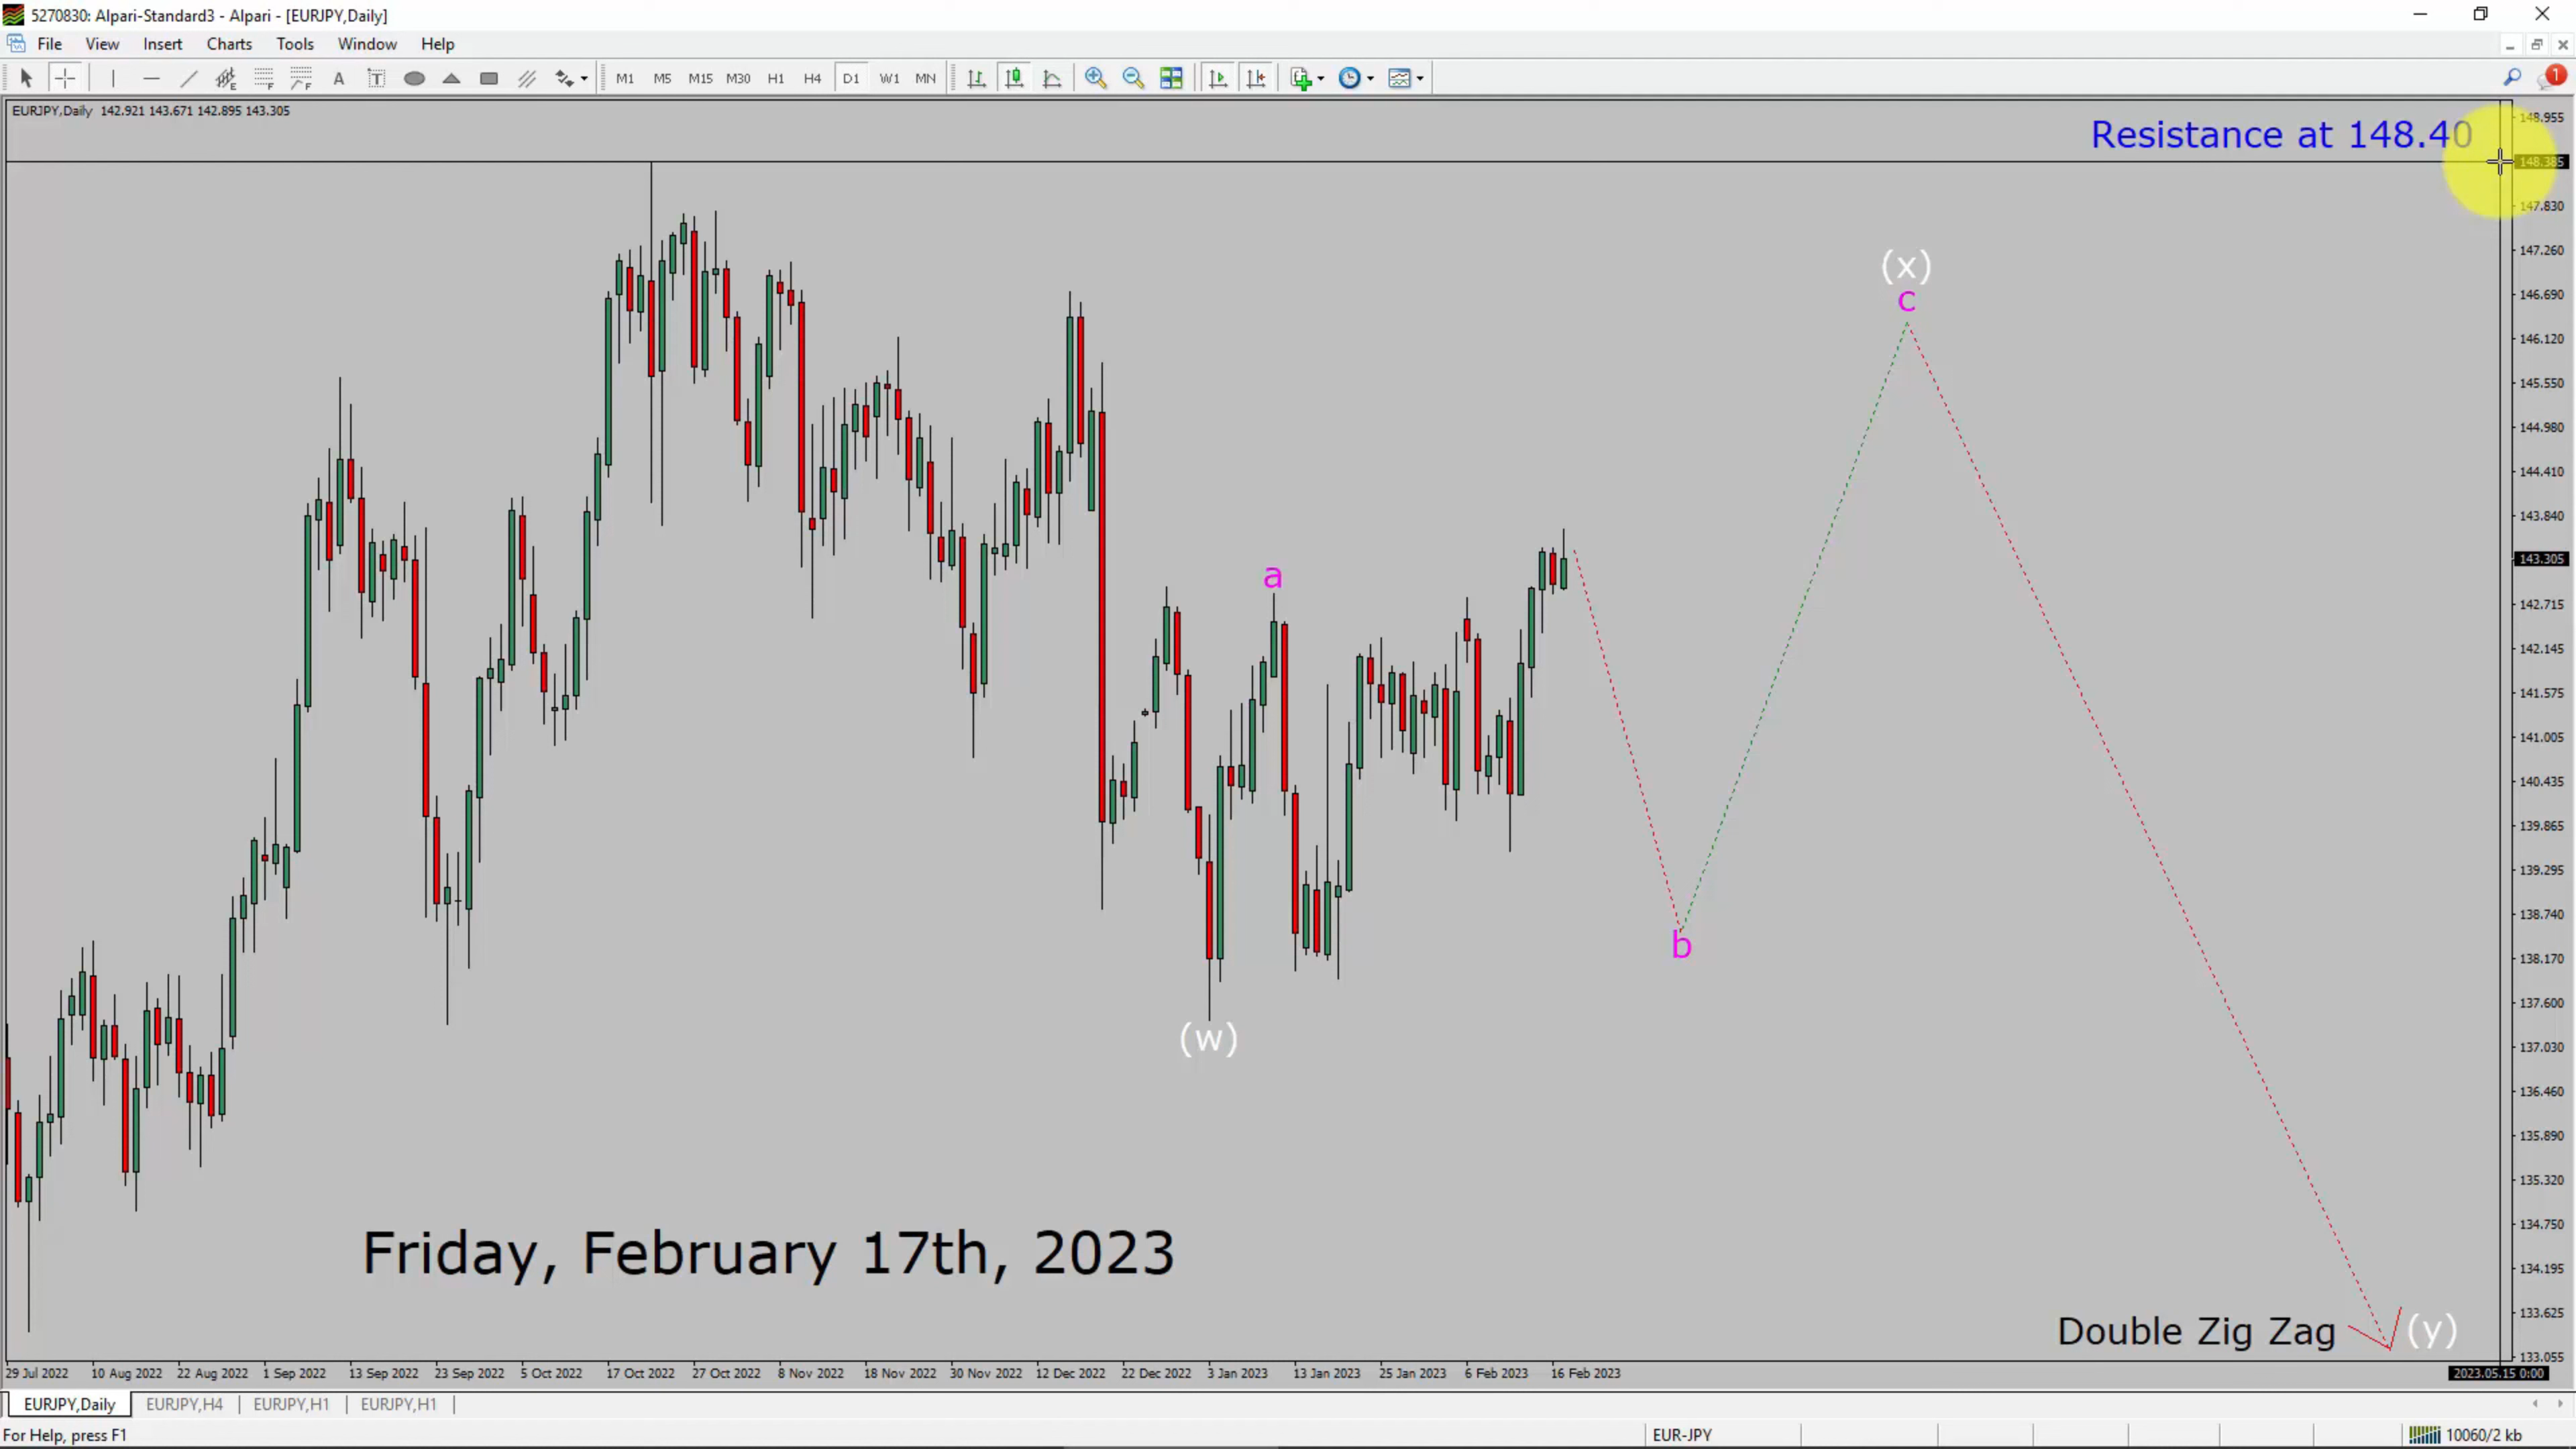 5270830: Alpari-Standard3 - Alpari - [EURJPY,Daily]
File View Insert Charts Tools Window Help
A T M1 M5 M15 M30 H1 H4 D1 W1 MN 1
EURJPY,Daily 142.921 143.671 142.895 143.305
Resistance at 148.40
148.955
148.385
147.830
147.260
146.690
146.120
145.550
144.980
144.410
143.840
143.305
142.715
142.145
141.575
141.005
140.435
139.865
139.295
138.740
138.170
137.600
137.030
136.460
135.890
135.320
134.750
134.195
133.625
133.055
(x)
c
a
b
(w)
Friday, February 17th, 2023
Double Zig Zag (y)
29 Jul 2022 10 Aug 2022 22 Aug 2022 1 Sep 2022 13 Sep 2022 23 Sep 2022 5 Oct 2022 17 Oct 2022 27 Oct 2022 8 Nov 2022 18 Nov 2022 30 Nov 2022 12 Dec 2022 22 Dec 2022 3 Jan 2023 13 Jan 2023 25 Jan 2023 6 Feb 2023 16 Feb 2023 2023.05.15 0:00
EURJPY,Daily EURJPY,H4 EURJPY,H1 EURJPY,H1
For Help, press F1 EUR-JPY 10060/2 kb